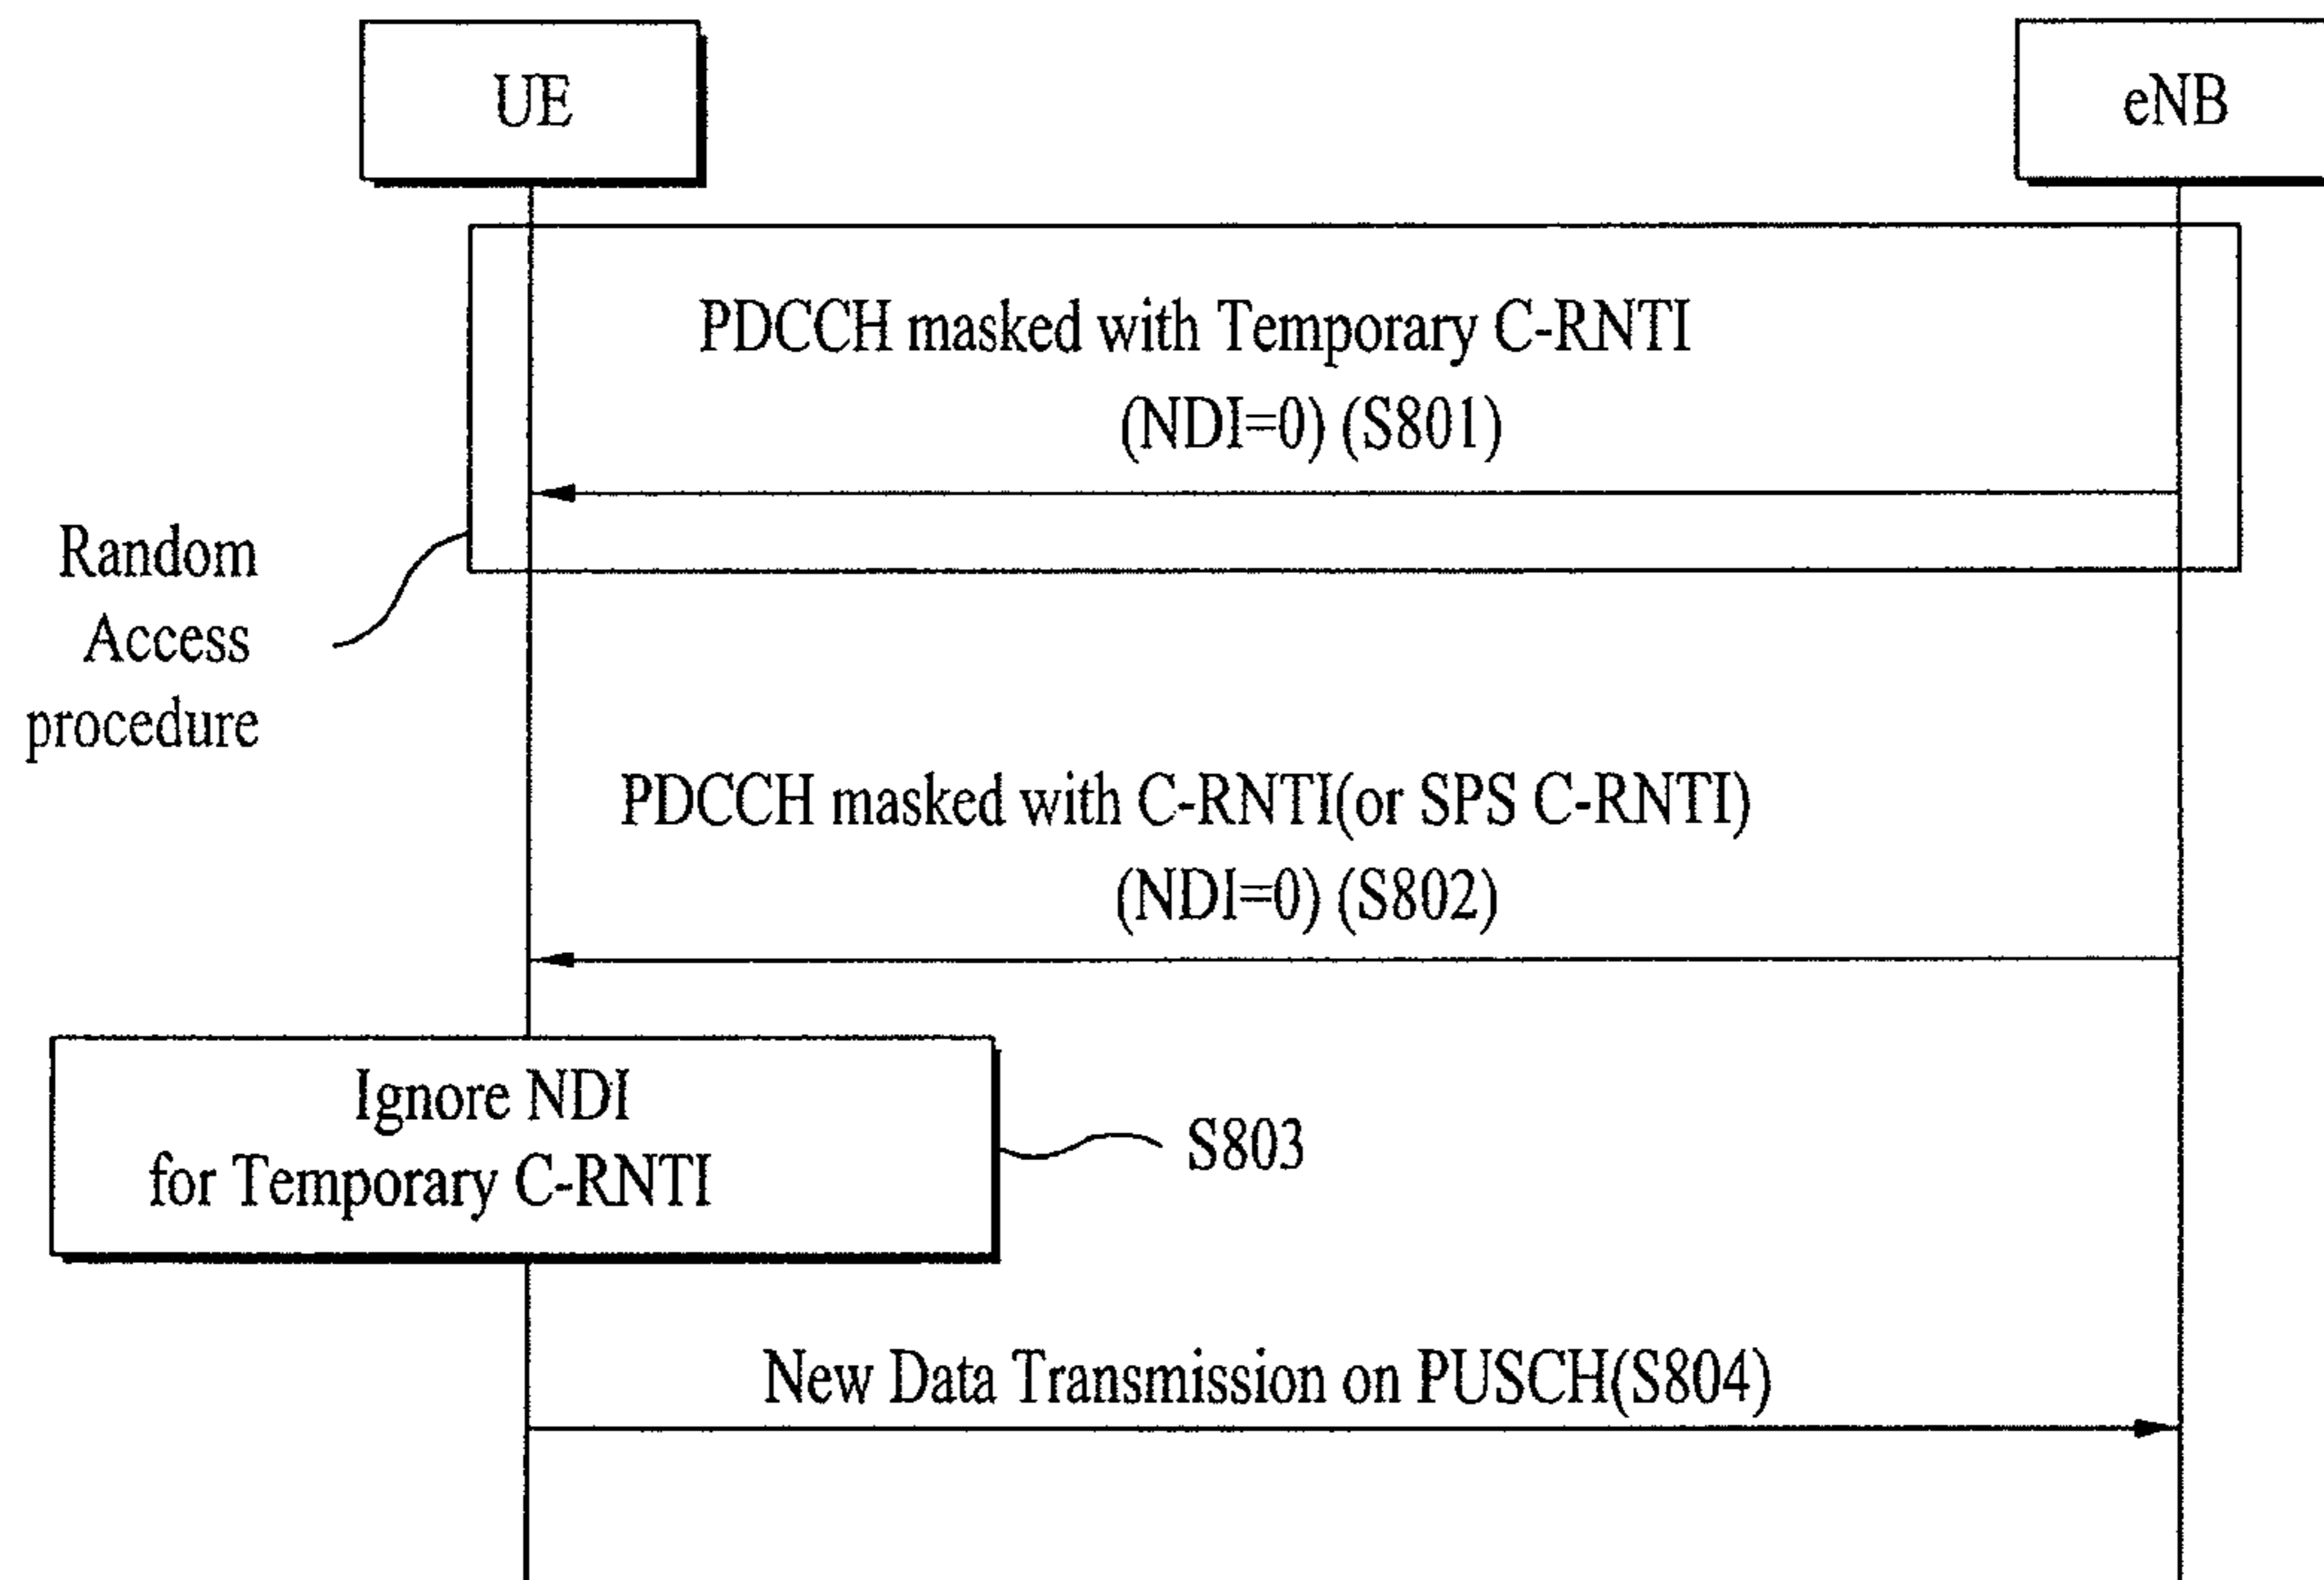 UE
eNB
PDCCH masked with Temporary C-RNTI
(NDI=0) (S801)
Random
Access
procedure
PDCCH masked with C-RNTI(or SPS C-RNTI)
(NDI=0) (S802)
Ignore NDI
for Temporary C-RNTI
S803
New Data Transmission on PUSCH(S804)